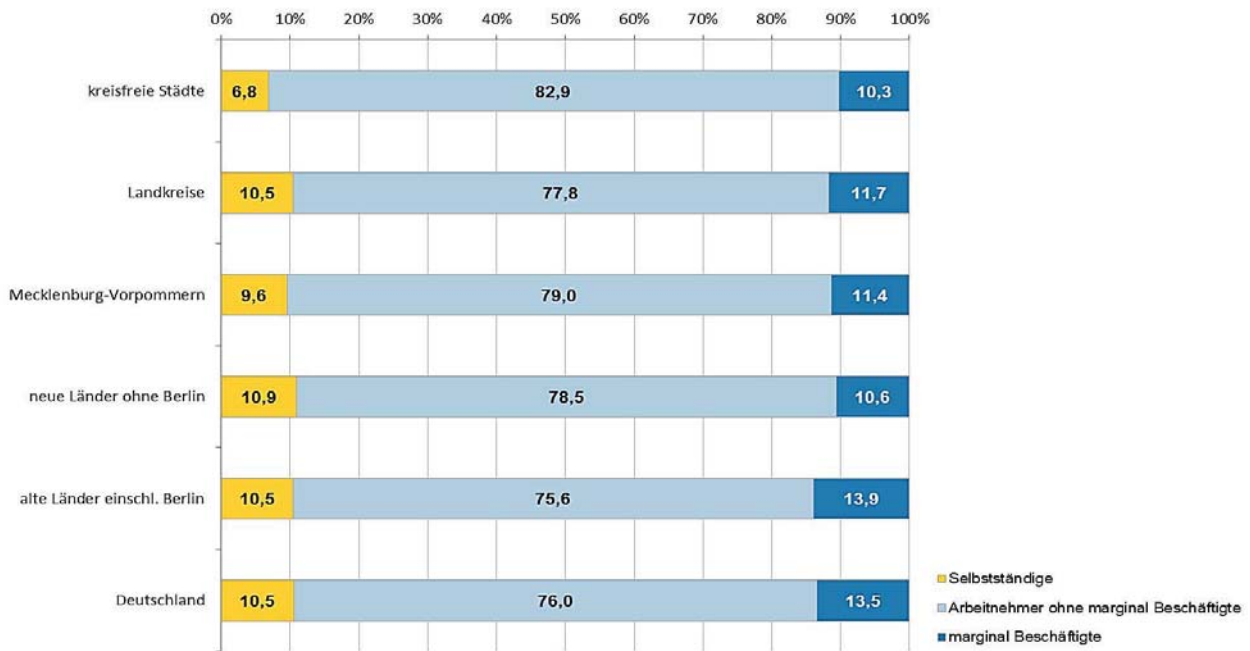 0% 10% 20% 30% 40% 50% 60% 70% 80% 90% 100%
kreisfreie Städte 6,8 82,9 10,3
Landkreise 10,5 77,8 11,7
Mecklenburg-Vorpommern 9,6 79,0 11,4
neue Länder ohne Berlin 10,9 78,5 10,6
alte Länder einschl. Berlin 10,5 75,6 13,9
Deutschland 10,5 76,0 13,5
Selbstständige
Arbeitnehmer ohne marginal Beschäftigte
marginal Beschäftigte